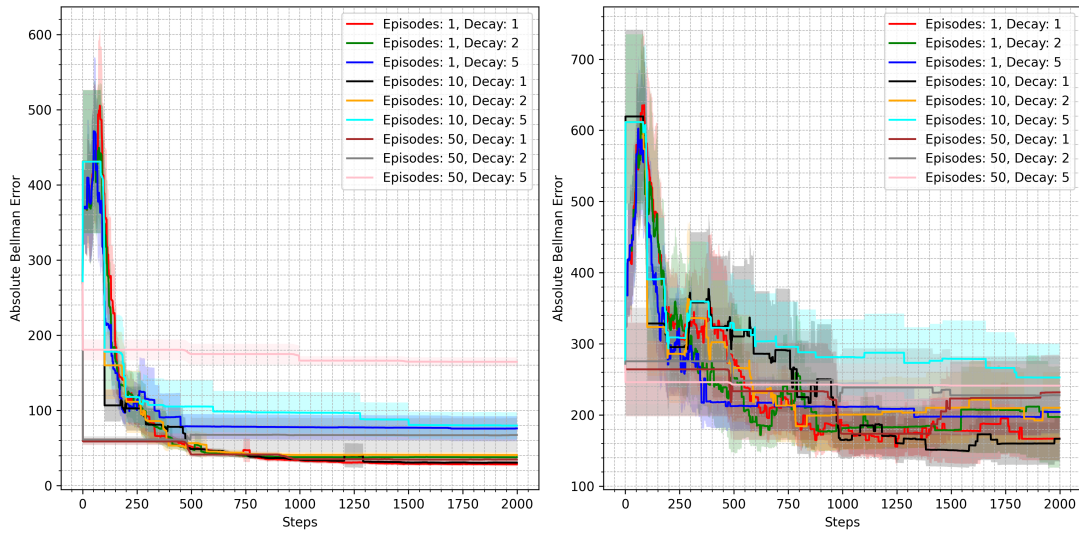 Absolute Bellman Error
600
500
400
300
200
100
0
0 250 500 750 1000 1250 1500 1750 2000
Steps
Episodes: 1, Decay: 1
Episodes: 1, Decay: 2
Episodes: 1, Decay: 5
Episodes: 10, Decay: 1
Episodes: 10, Decay: 2
Episodes: 10, Decay: 5
Episodes: 50, Decay: 1
Episodes: 50, Decay: 2
Episodes: 50, Decay: 5
Absolute Bellman Error
700
600
500
400
300
200
100
0 250 500 750 1000 1250 1500 1750 2000
Steps
Episodes: 1, Decay: 1
Episodes: 1, Decay: 2
Episodes: 1, Decay: 5
Episodes: 10, Decay: 1
Episodes: 10, Decay: 2
Episodes: 10, Decay: 5
Episodes: 50, Decay: 1
Episodes: 50, Decay: 2
Episodes: 50, Decay: 5